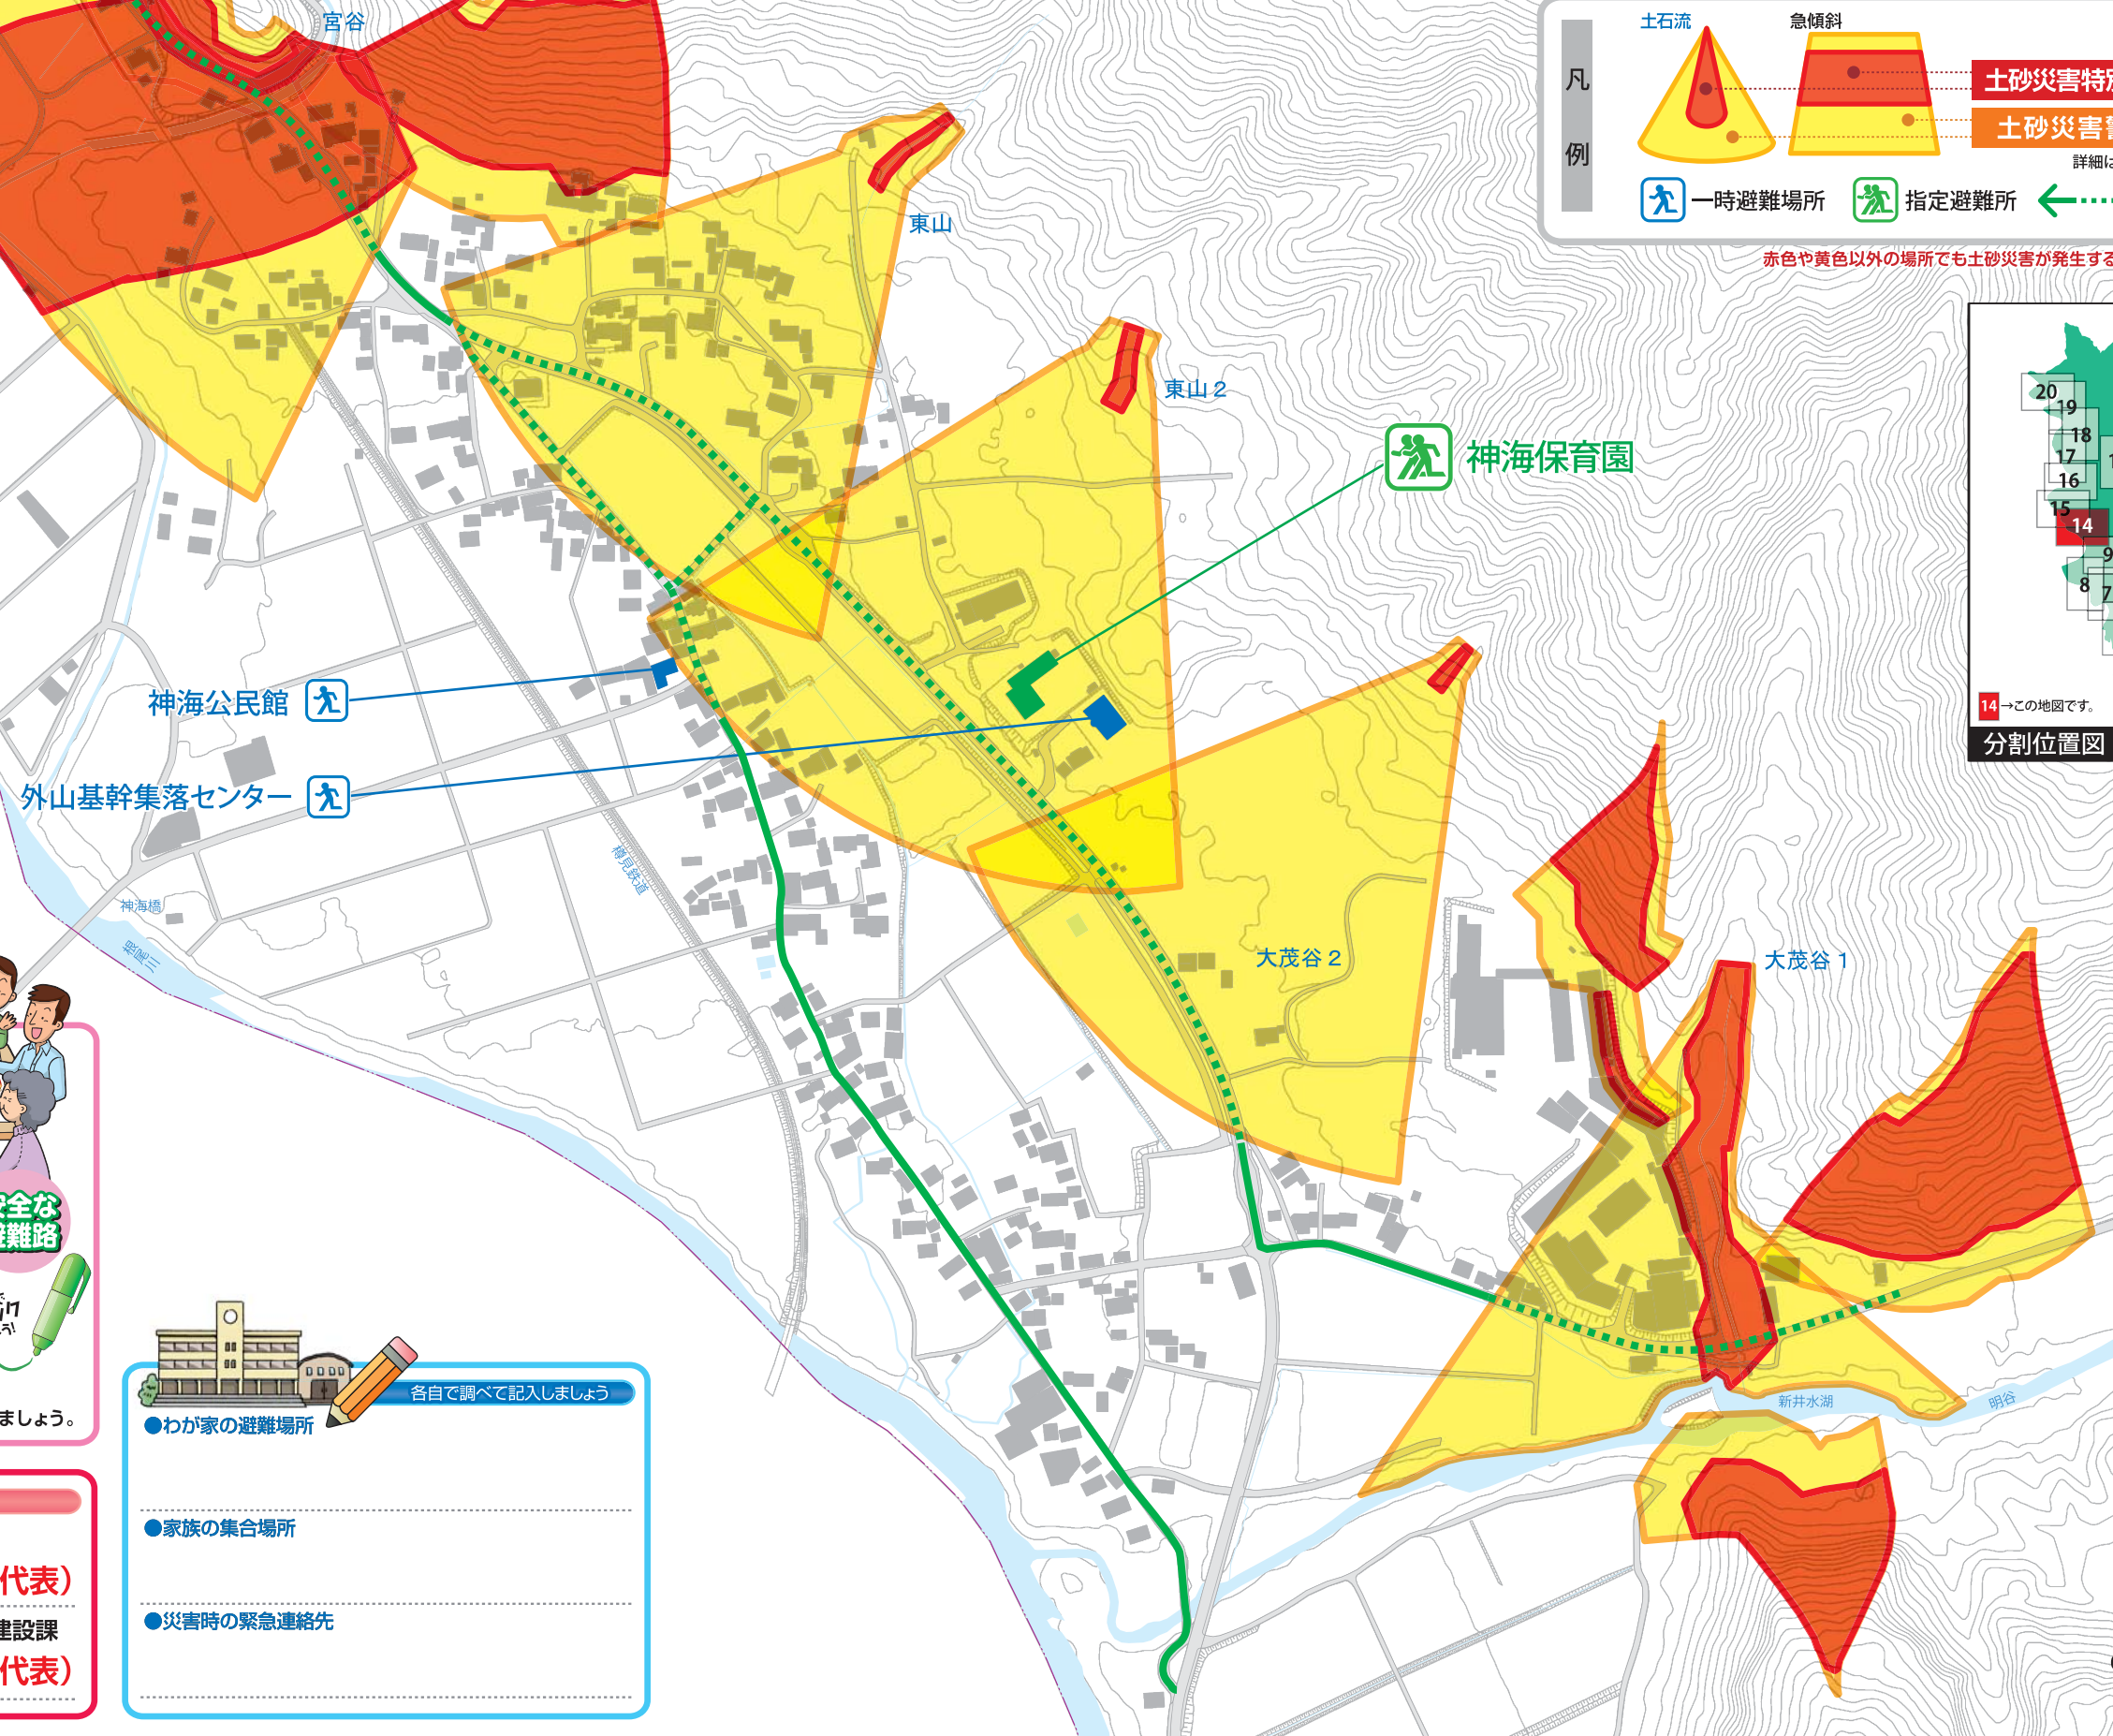 宮谷
凡例
土石流
急傾斜
土砂災害特別
土砂災害警
詳細は
一時避難場所
指定避難所
赤色や黄色以外の場所でも土砂災害が発生する
東山
東山2
神海保育園
20
19
18
17
16
15
14
9
8
7
14→この地図です。
分割位置図
神海公民館
外山基幹集落センター
樽見鉄道
神海橋
根尾川
大茂谷2
大茂谷1
新井水湖
明谷
安全な
避難路
ましょう。
代表）
建設課
代表）
各自で調べて記入しましょう
●わが家の避難場所
●家族の集合場所
●災害時の緊急連絡先